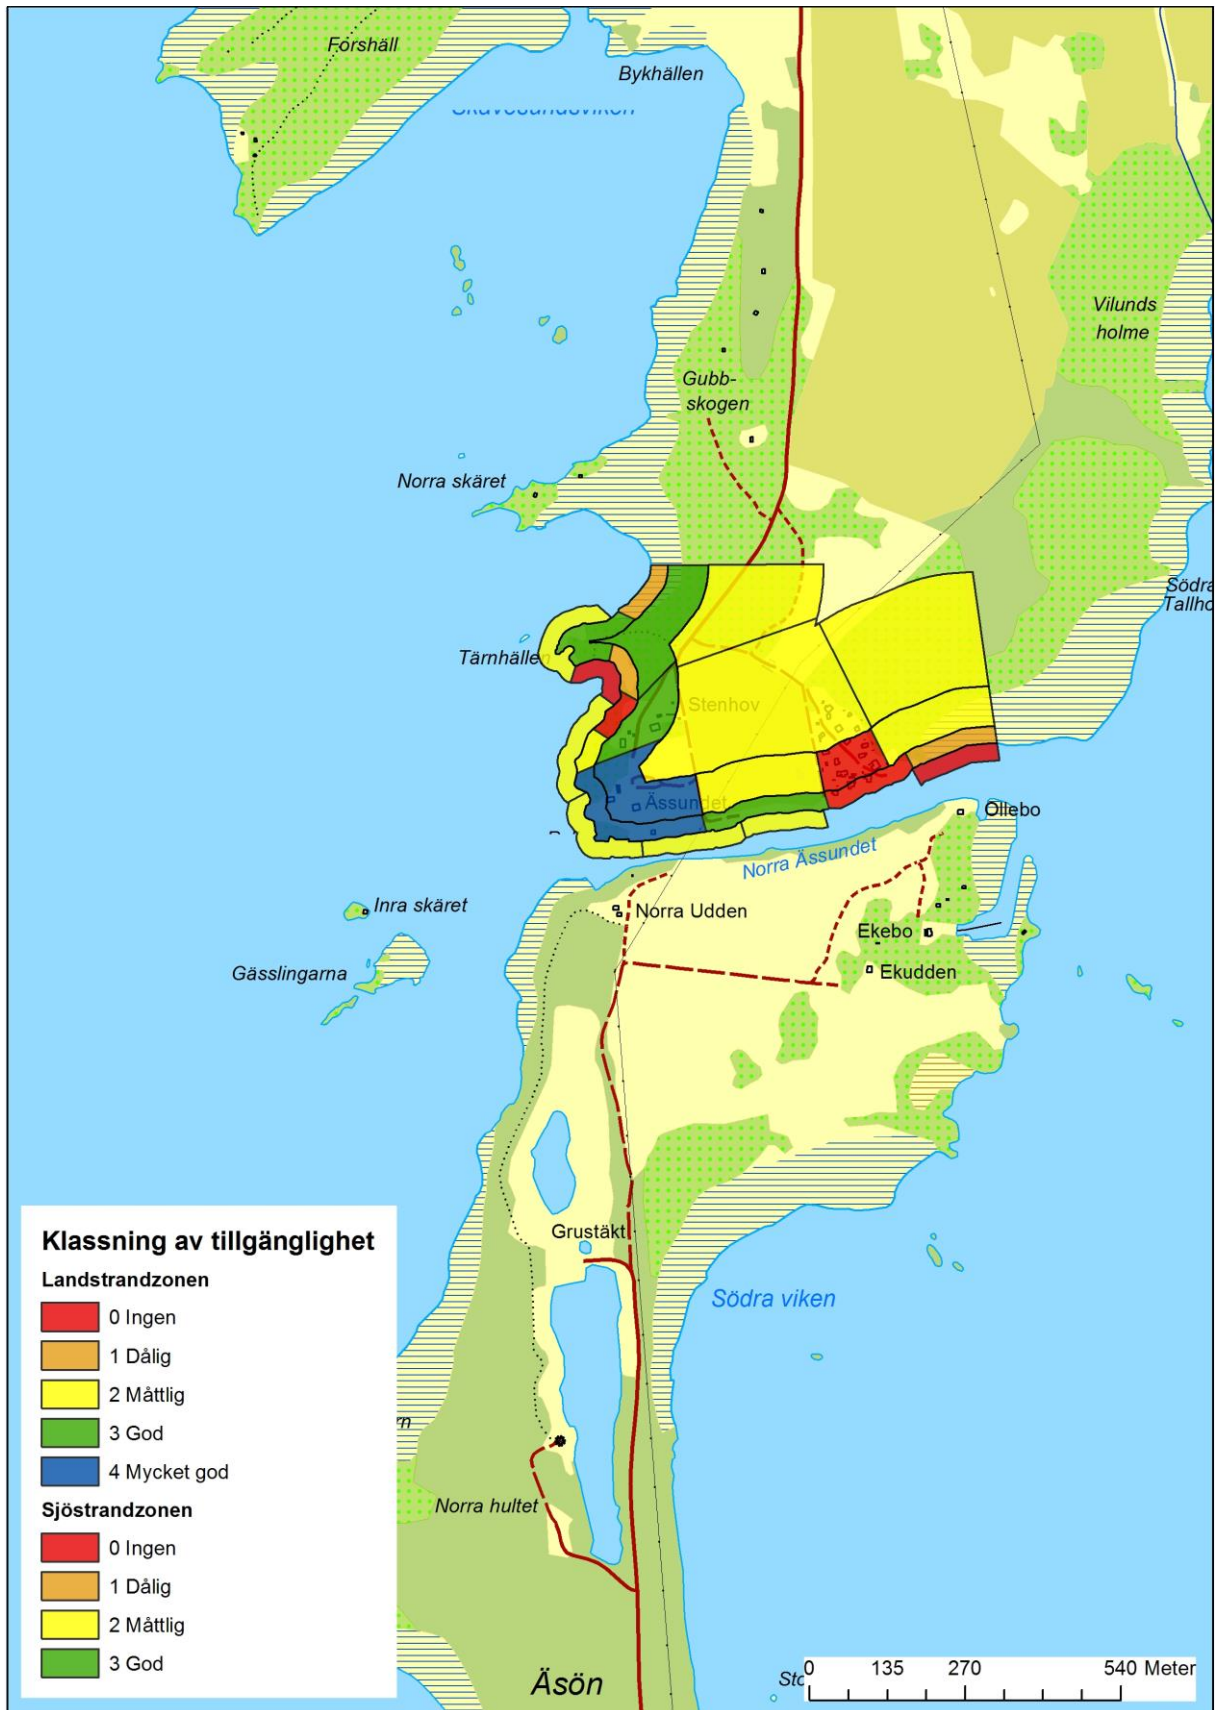 Forshäll
Bykhällen
Skavesundsviken
Vilunds
holme
Gubb-
skogen
Norra skäret
Södra
Tallho
Tärnhällen
Stenhov
Ässundet
Öllebo
Norra Ässundet
Inra skäret
Norra Udden
Ekebo
Gässlingarna
Ekudden
Grustäkt
Södra viken
Klassning av tillgänglighet
Landstrandzonen
0 Ingen
1 Dålig
2 Måttlig
3 God
4 Mycket god
Sjöstrandzonen
0 Ingen
1 Dålig
2 Måttlig
3 God
Norra hultet
Äsön
Sto
0 135 270 540 Meter